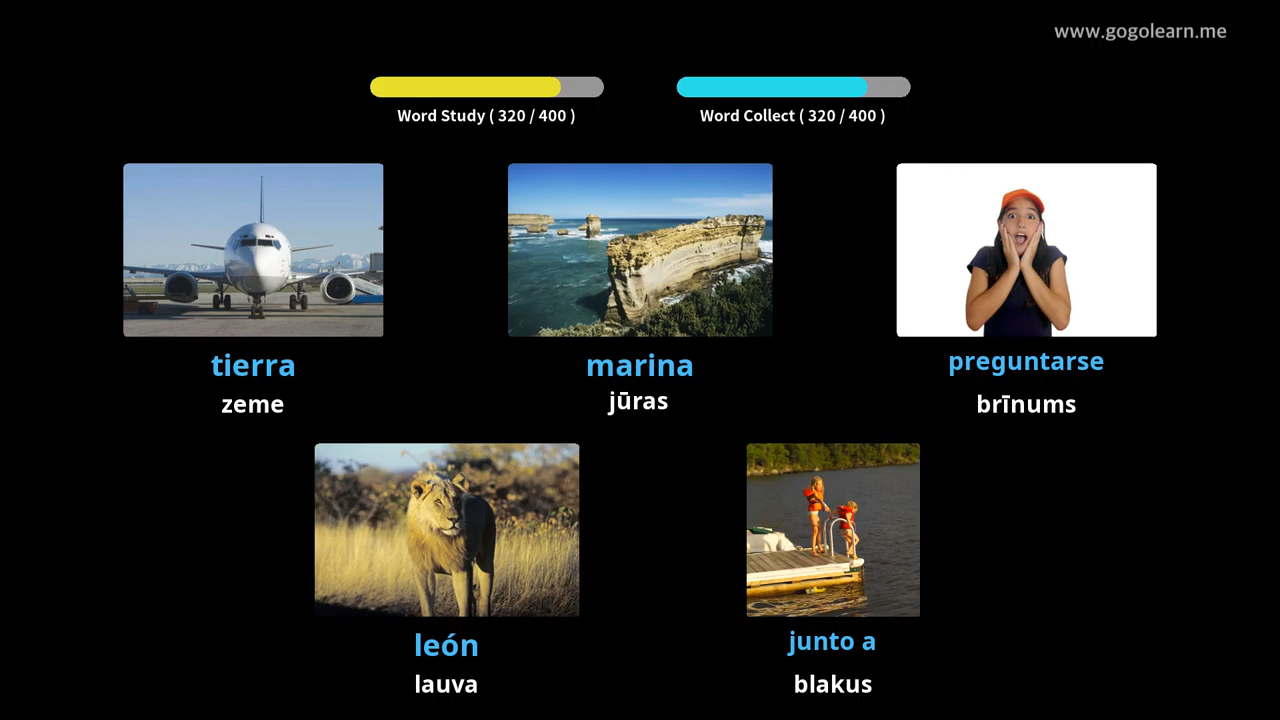 www.gogolearn.me
Word Study ( 320 / 400 )
Word Collect ( 320 / 400 )
tierra
zeme
marina
jūras
preguntarse
brīnums
león
lauva
junto a
blakus